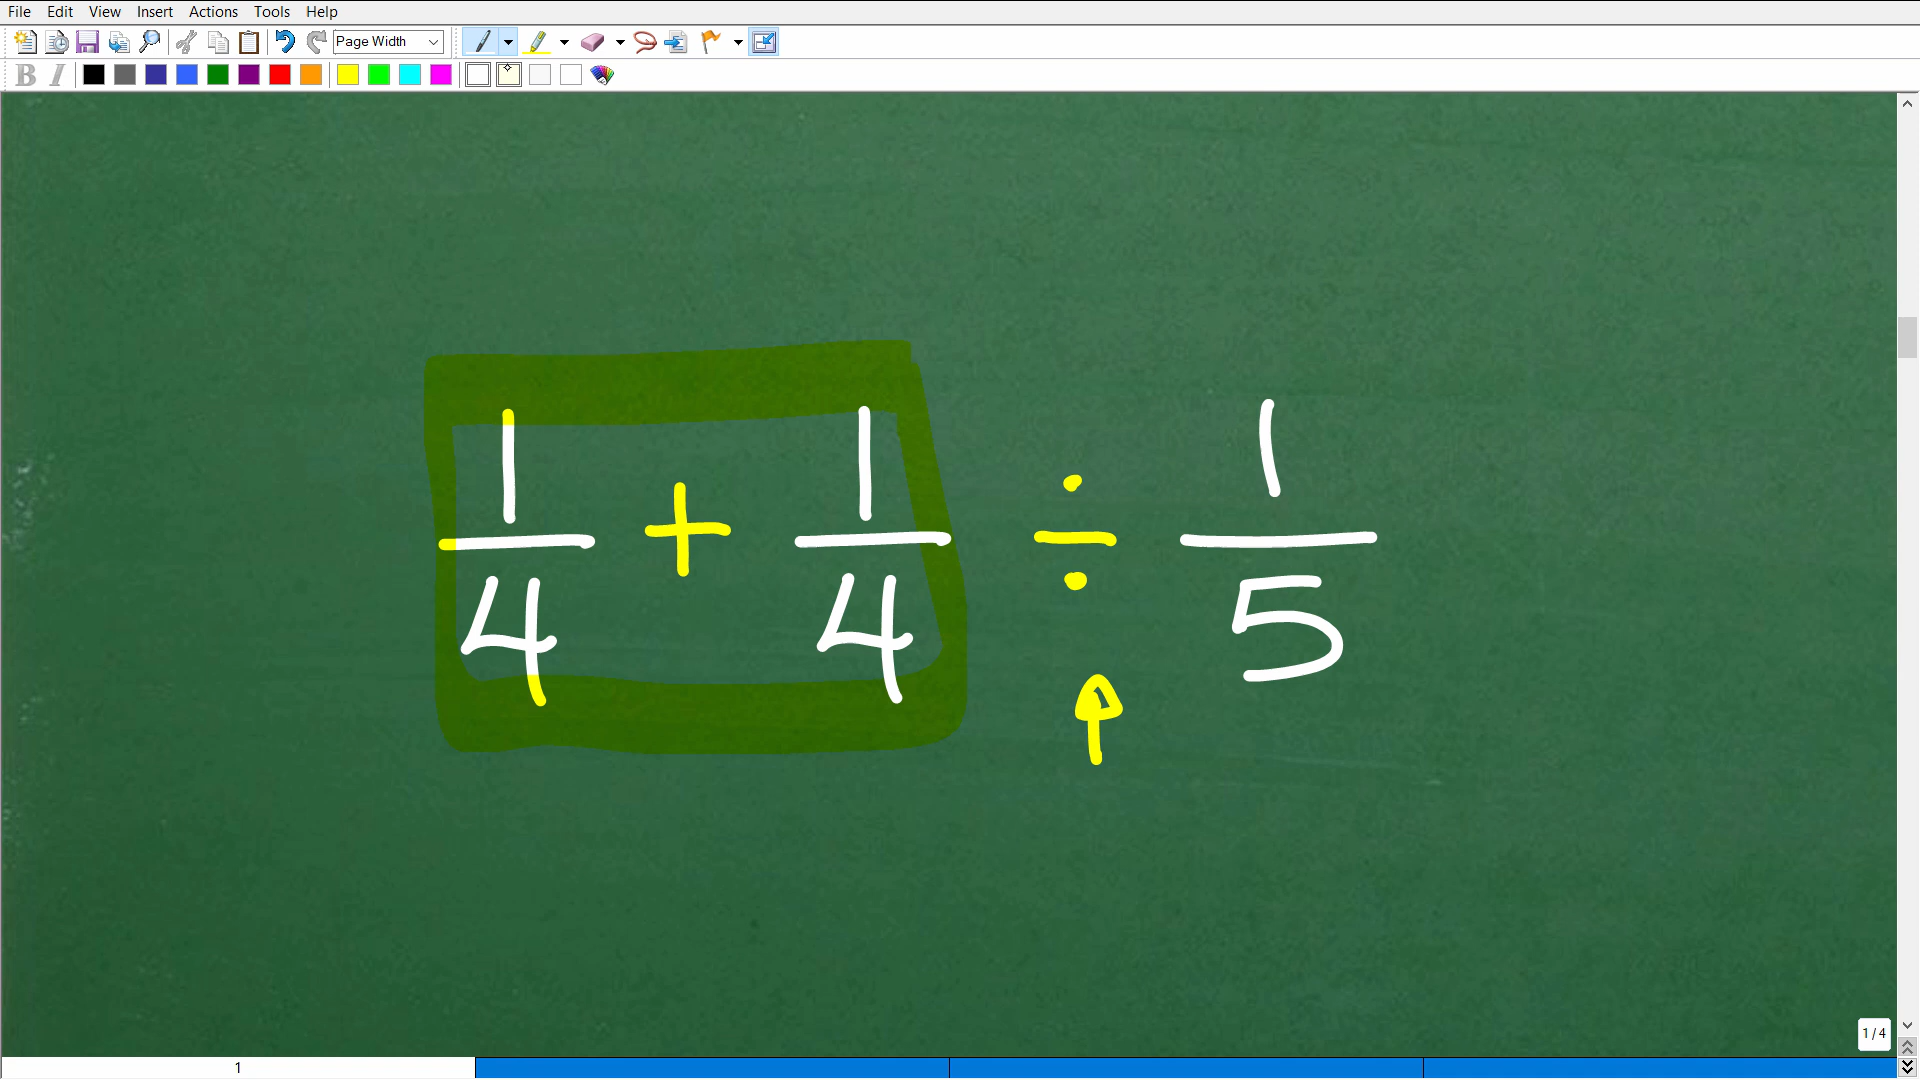 File Edit View Insert Actions Tools Help
Page Width
B I
1/4 + 1/4 ÷ 1/5
1 / 4
1